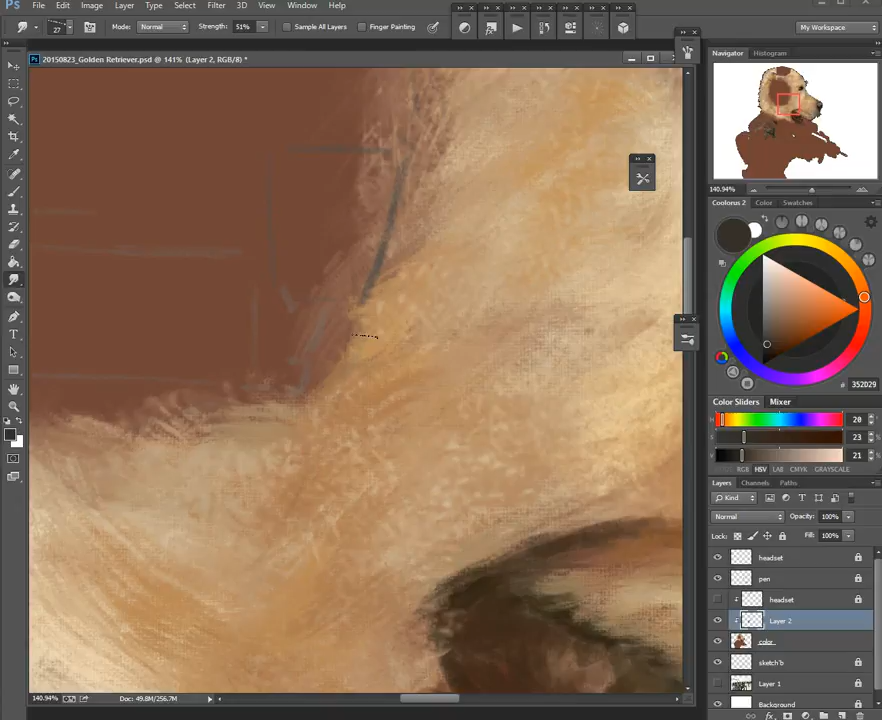 Ps File Edit Image Layer Type Select Filter 3D View Window Help
27 Mode: Normal Strength: 51% Sample All Layers Finger Painting My Workspace
20150823_Golden Retriever.psd @ 141% (Layer 2, RGB/8) *
Navigator Histogram
140.94%
Coolorus 2 Color Swatches
# 352D29
Color Sliders Mixer
H 20 °
S 23 %
21 %
RGB HSV LAB CMYK GRAYSCALE
Layers Channels Paths
Kind
Normal Opacity: 100%
Lock: Fill: 100%
headset
pen
headset
Layer 2
color
sketch'b
Layer 1
Background
140.94% Doc: 49.8M/256.7M
fx